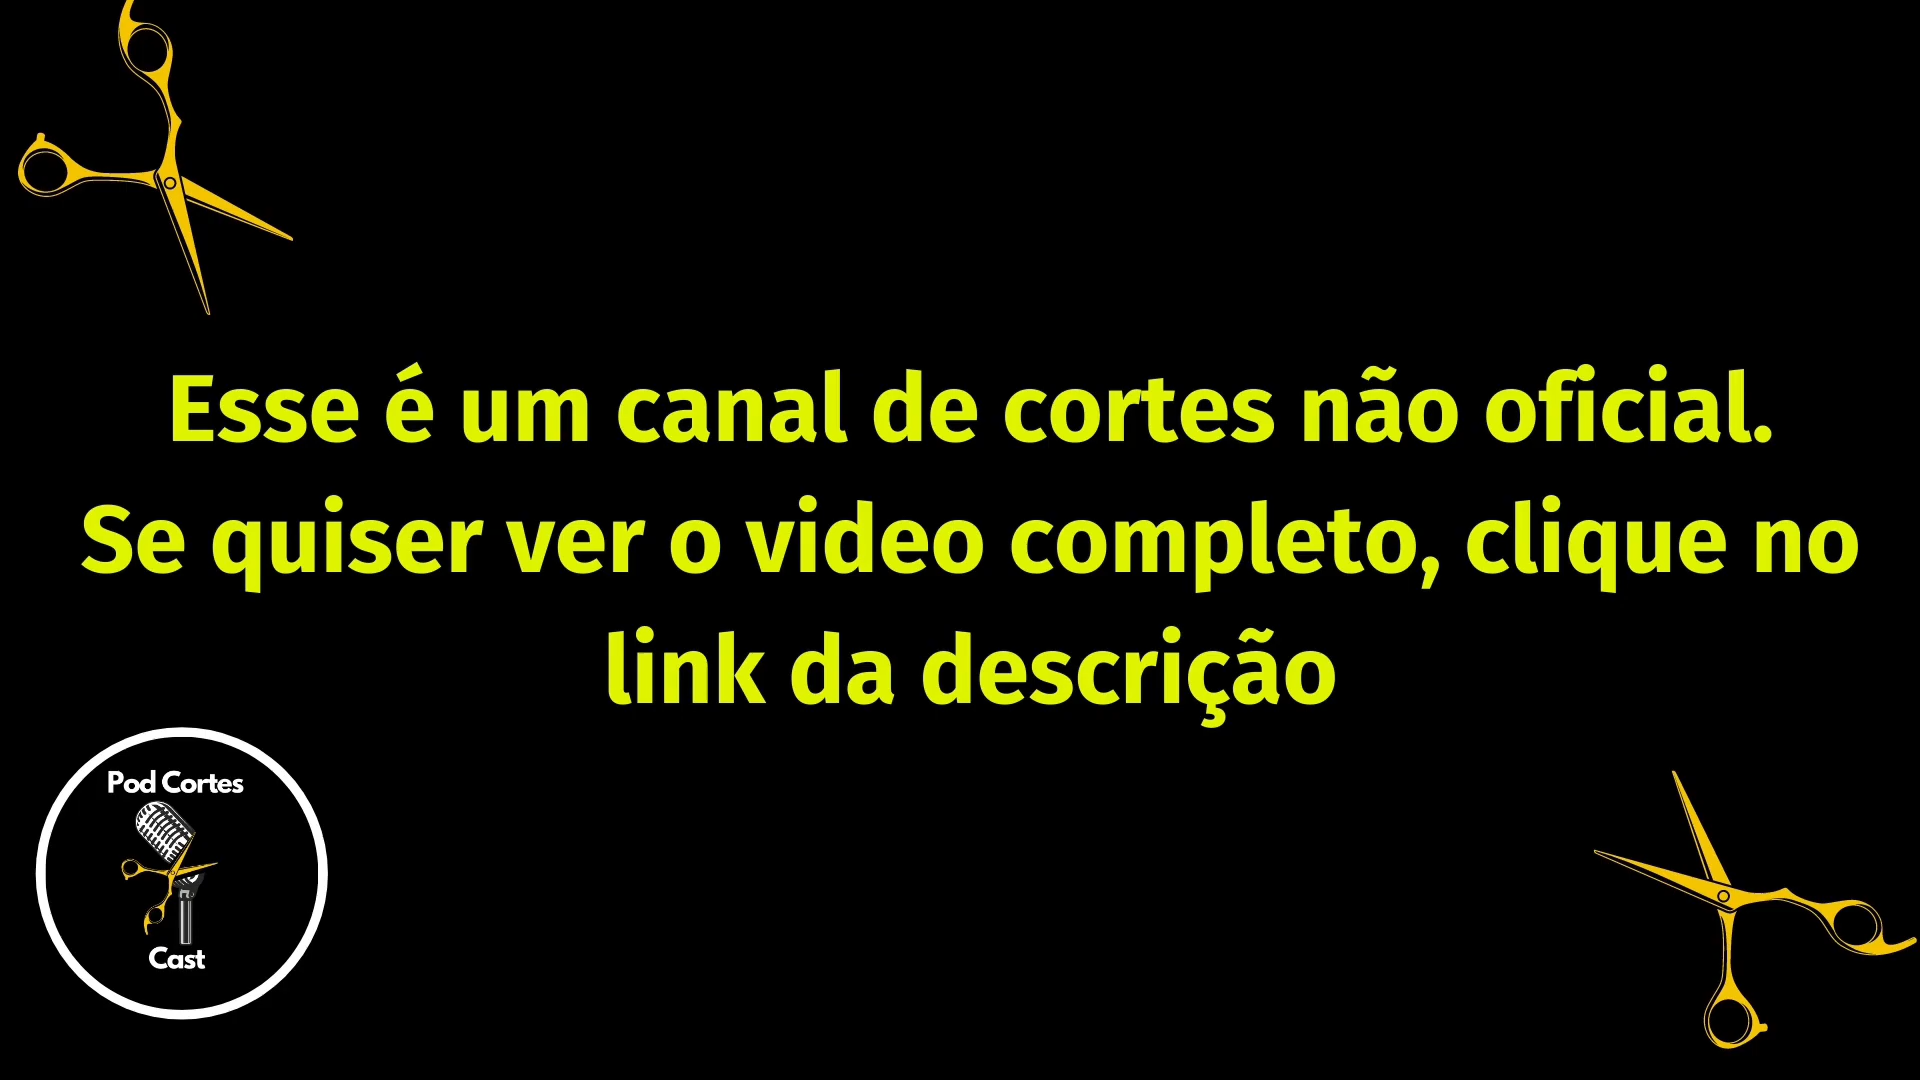 Esse é um canal de cortes não oficial.
Se quiser ver o video completo, clique no
link da descrição
Pod Cortes
Cast